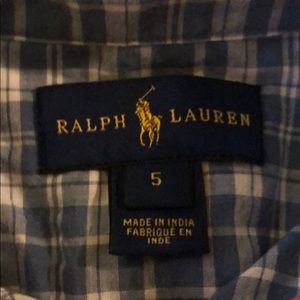 RALPH LAUREN
5
MADE IN INDIA
FABRIQUÉ EN
INDE